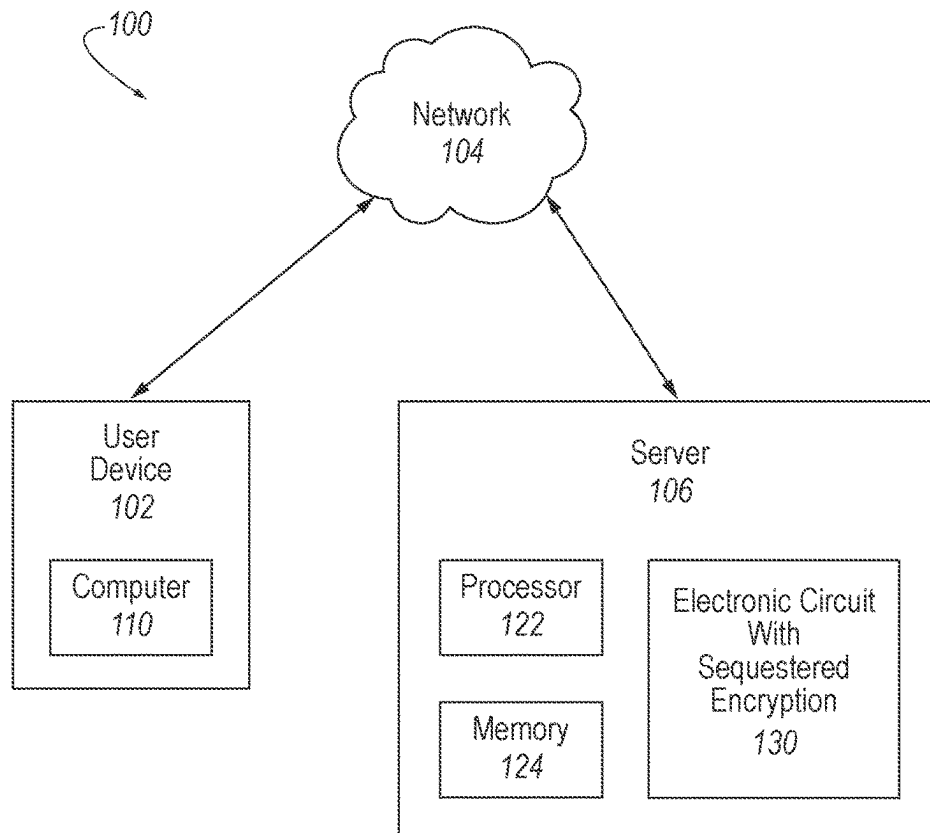 100
Network
104
User
Device
102
Computer
110
Server
106
Processor
122
Memory
124
Electronic Circuit
With
Sequestered
Encryption
130